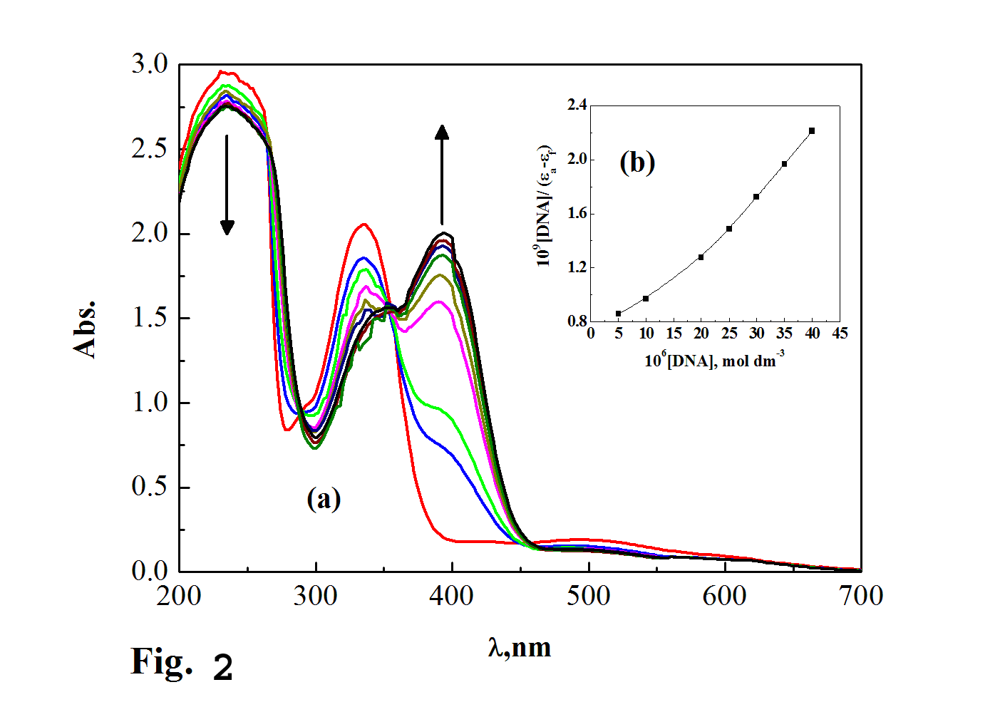 3.0
2.5
2.0
1.5
1.0
0.5
0.0
Abs.
200 300 400 500 600 700
λ,nm
(a)
2.4
2.0
1.6
1.2
0.8
10⁹[DNA]/ (εₐ-ε_f)
(b)
0 5 10 15 20 25 30 35 40 45
10⁶[DNA], mol dm⁻³
Fig. 2